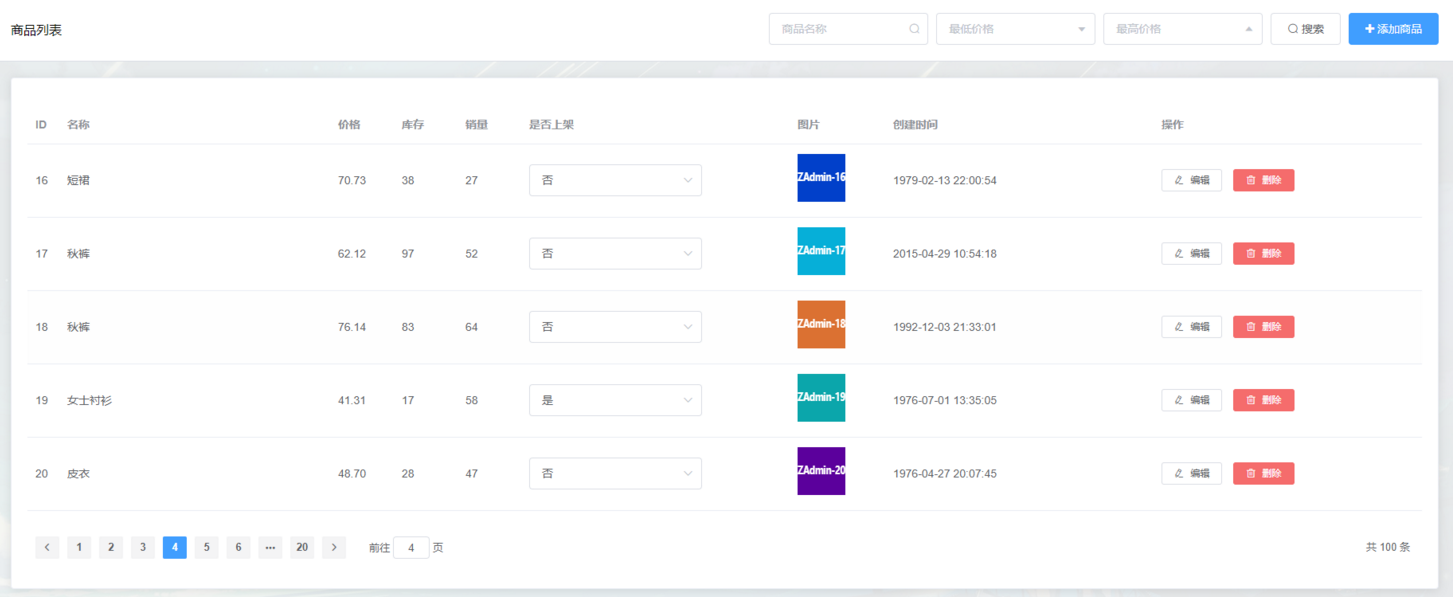 商品列表 商品名称 最低价格 最高价格 搜索 添加商品
ID 名称 价格 库存 销量 是否上架 图片 创建时间 操作
16 短裙 70.73 38 27 否 ZAdmin-16 1979-02-13 22:00:54 编辑 删除
17 秋裤 62.12 97 52 否 ZAdmin-17 2015-04-29 10:54:18 编辑 删除
18 秋裤 76.14 83 64 否 ZAdmin-18 1992-12-03 21:33:01 编辑 删除
19 女士衬衫 41.31 17 58 是 ZAdmin-19 1976-07-01 13:35:05 编辑 删除
20 皮衣 48.70 28 47 否 ZAdmin-20 1976-04-27 20:07:45 编辑 删除
1 2 3 4 5 6 ... 20 前往 4 页 共 100 条